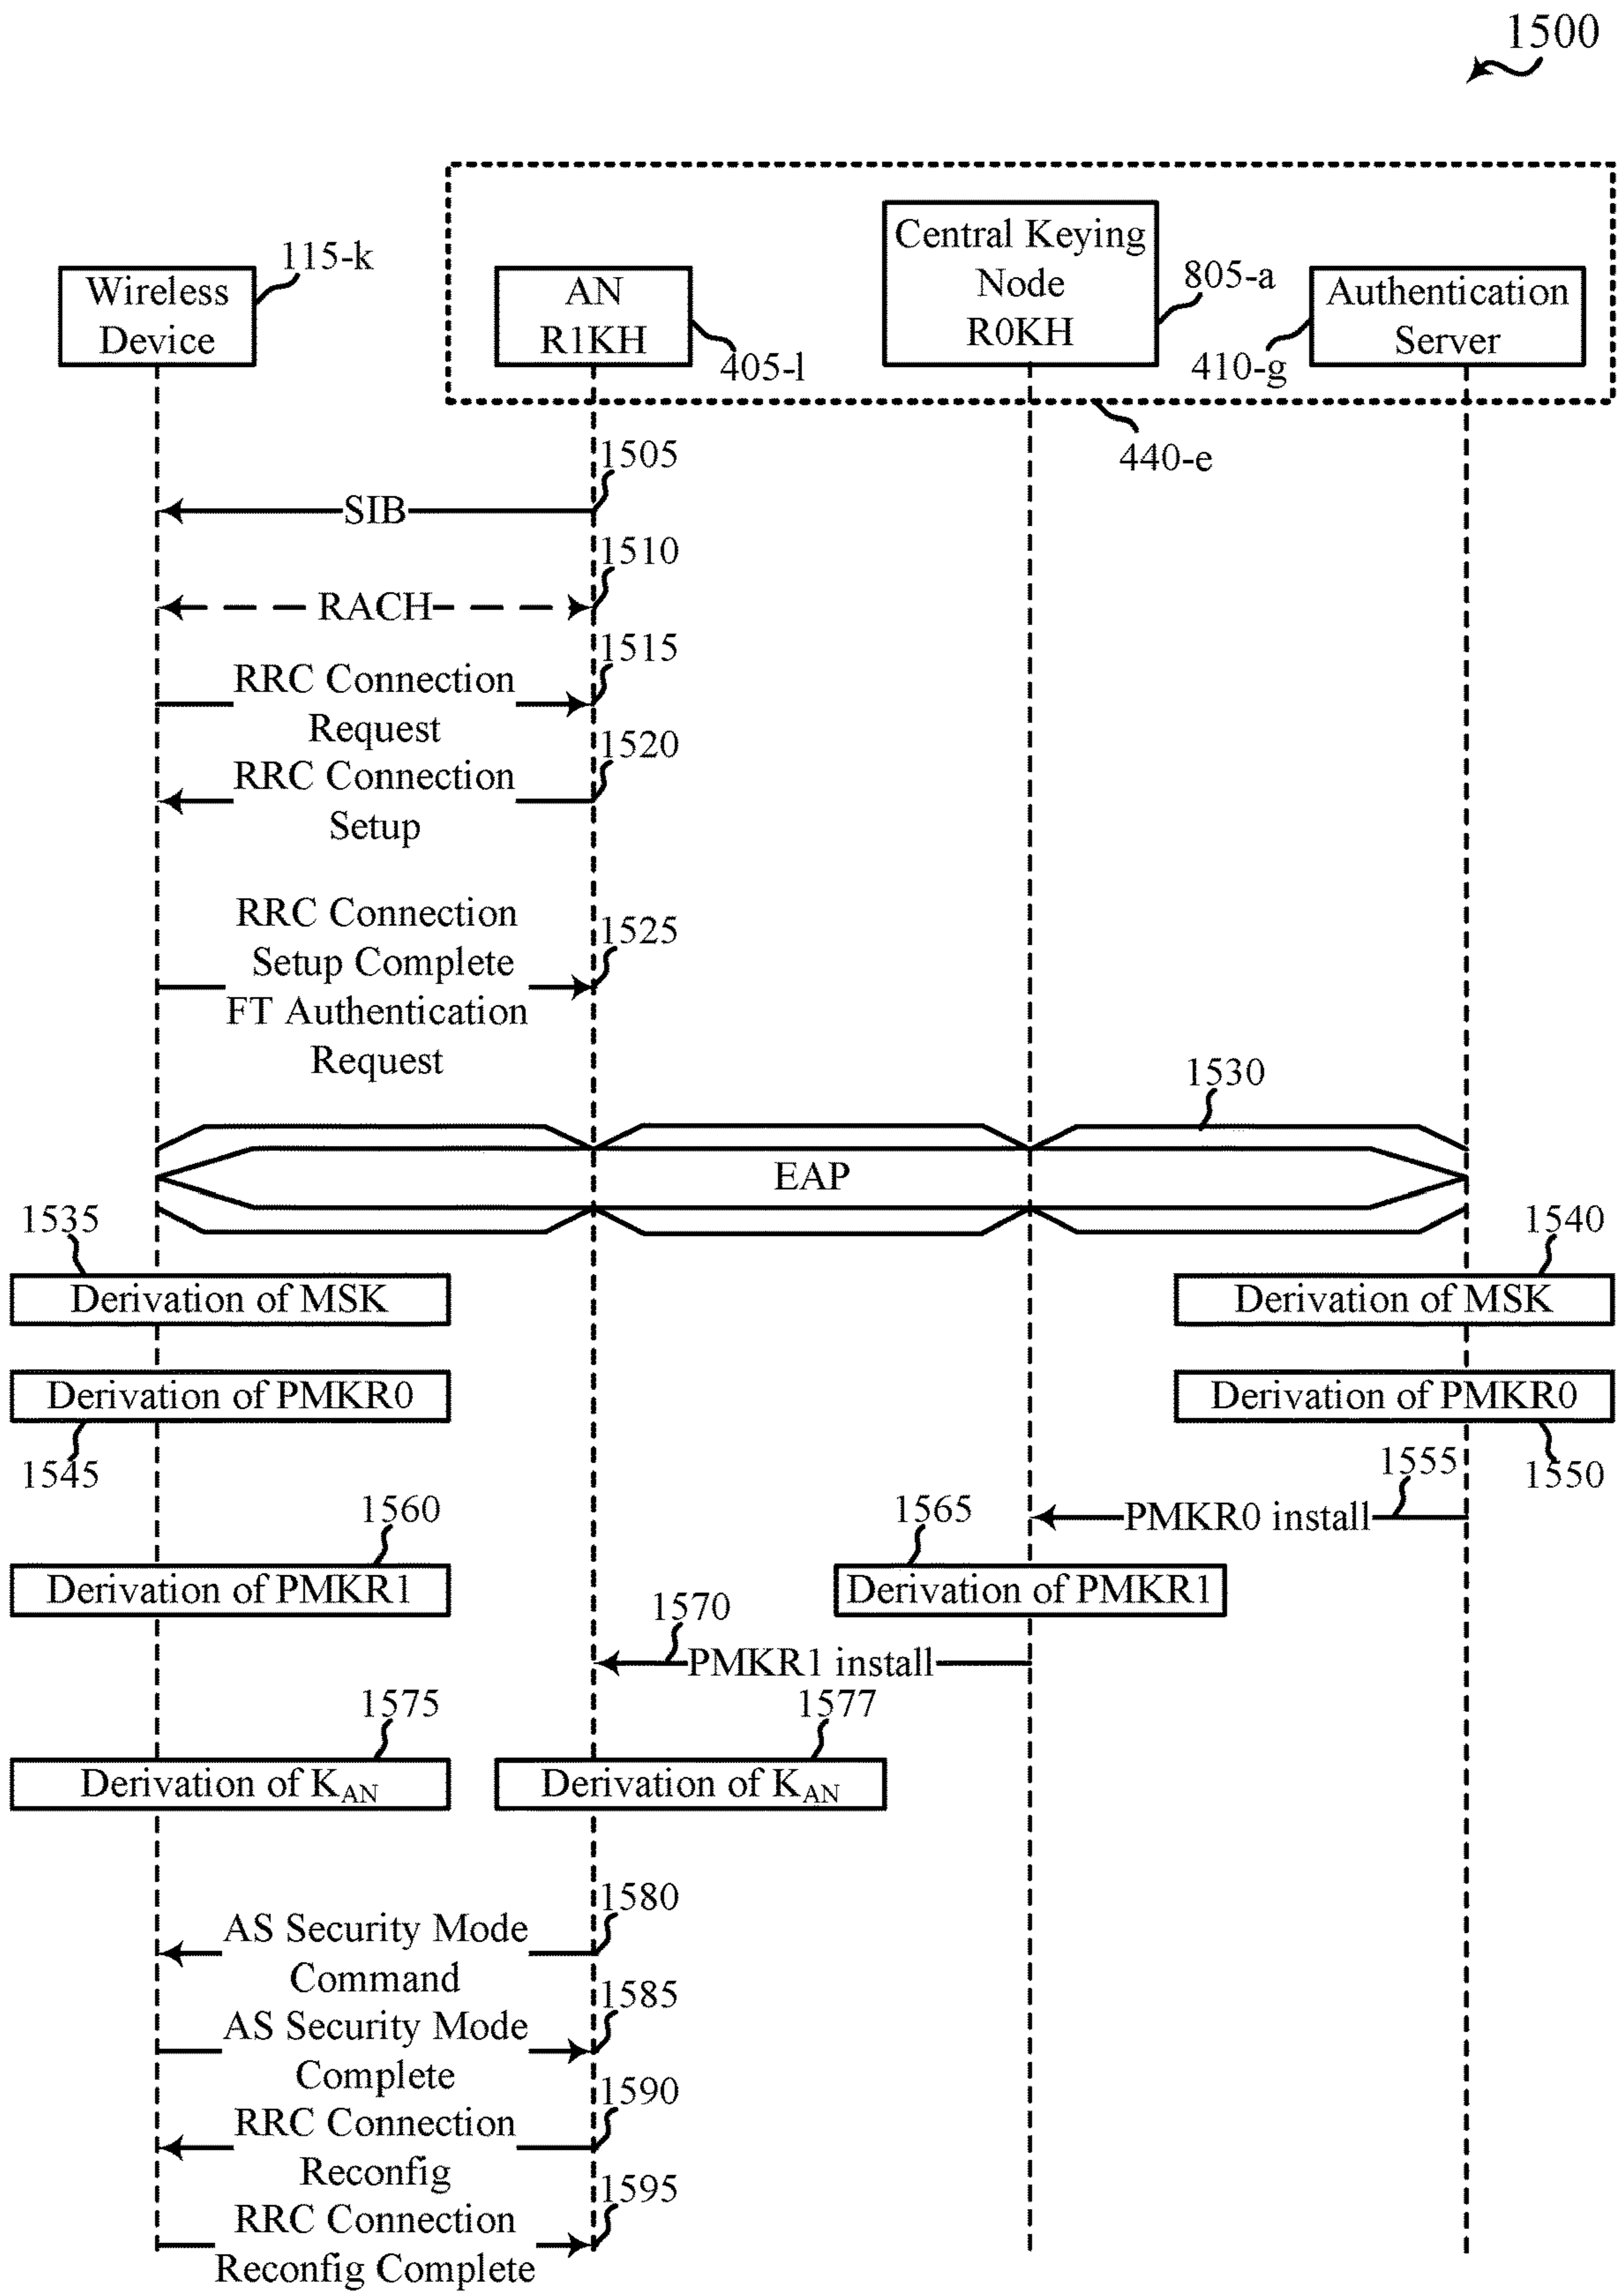 1500
Wireless
Device
115-k
AN
R1KH
405-l
Central Keying
Node
R0KH
805-a
Authentication
Server
410-g
440-e
1505
SIB
1510
RACH
1515
RRC Connection
Request
1520
RRC Connection
Setup
1525
RRC Connection
Setup Complete
FT Authentication
Request
1530
EAP
1535
Derivation of MSK
1540
Derivation of MSK
Derivation of PMKR0
1545
Derivation of PMKR0
1550
1555
PMKR0 install
1560
Derivation of PMKR1
1565
Derivation of PMKR1
1570
PMKR1 install
1575
Derivation of KAN
1577
Derivation of KAN
1580
AS Security Mode
Command
1585
AS Security Mode
Complete
1590
RRC Connection
Reconfig
1595
RRC Connection
Reconfig Complete